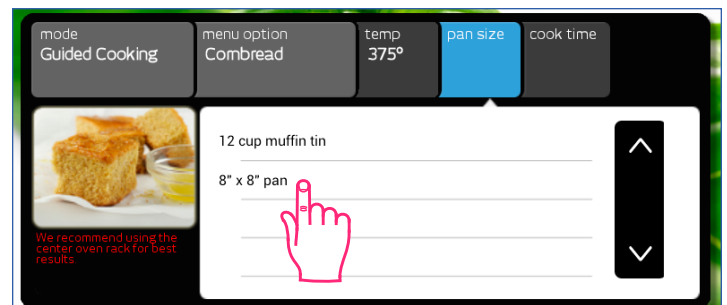 mode
Guided Cooking
menu option
Cornbread
temp
375°
pan size
cook time
12 cup muffin tin
8" x 8" pan
We recommend using the
center oven rack for best
results